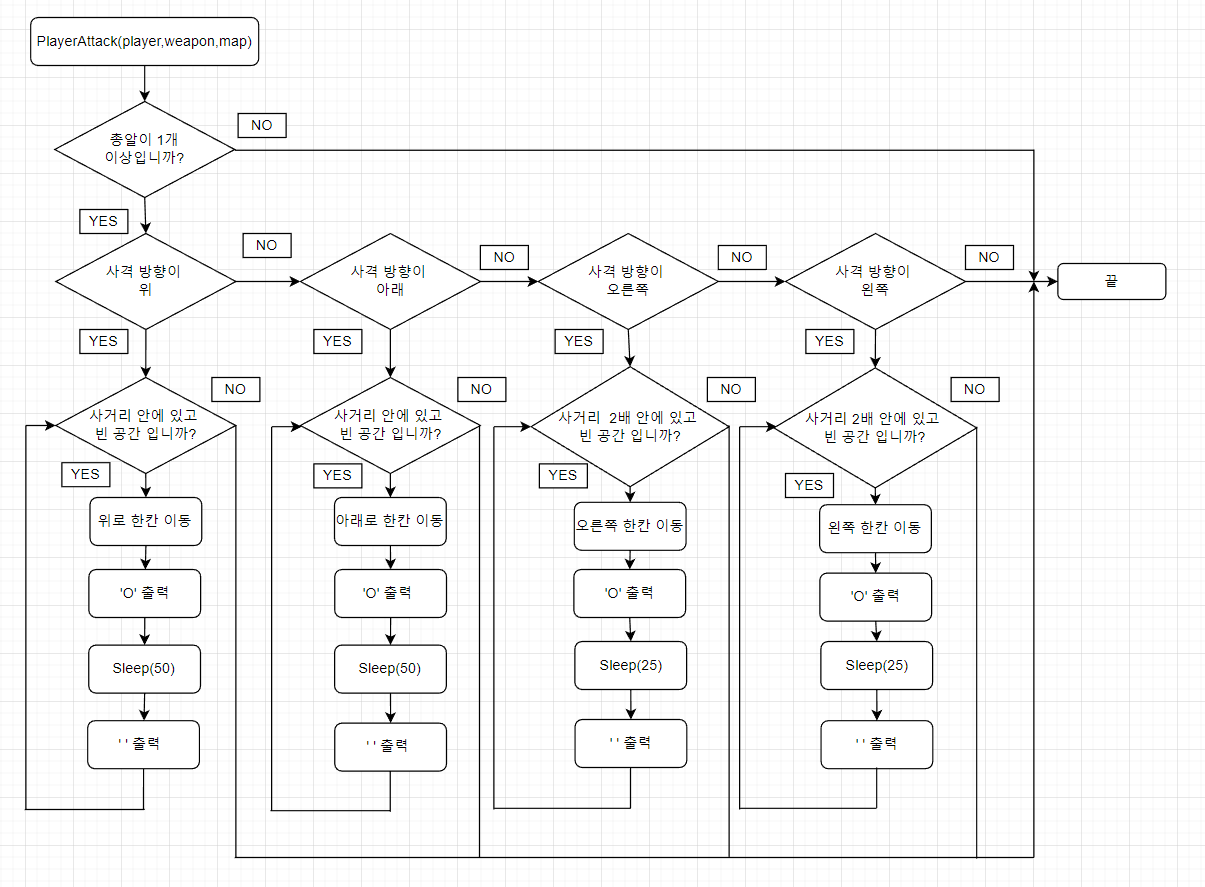 PlayerAttack(player,weapon,map)
총알이 1개
이상입니까?
NO
YES
사격 방향이
위
NO
사격 방향이
아래
NO
사격 방향이
오른쪽
NO
사격 방향이
왼쪽
NO
끝
YES
YES
YES
YES
사거리 안에 있고
빈 공간 입니까?
NO
사거리 안에 있고
빈 공간 입니까?
NO
사거리 2배 안에 있고
빈 공간 입니까?
NO
사거리 2배 안에 있고
빈 공간 입니까?
NO
YES
YES
YES
YES
위로 한칸 이동
아래로 한칸 이동
오른쪽 한칸 이동
왼쪽 한칸 이동
'O' 출력
'O' 출력
'O' 출력
'O' 출력
Sleep(50)
Sleep(50)
Sleep(25)
Sleep(25)
' ' 출력
' ' 출력
' ' 출력
' ' 출력